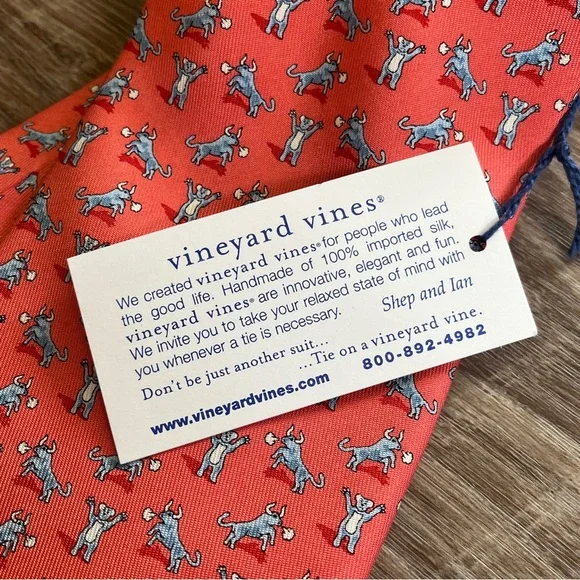 vineyard vines®
We created vineyard vines® for people who lead
the good life. Handmade of 100% imported silk,
vineyard vines® are innovative, elegant and fun.
We invite you to take your relaxed state of mind with
you whenever a tie is necessary.
Shep and Ian
Don't be just another suit...
...Tie on a vineyard vine.
www.vineyardvines.com
800-892-4982